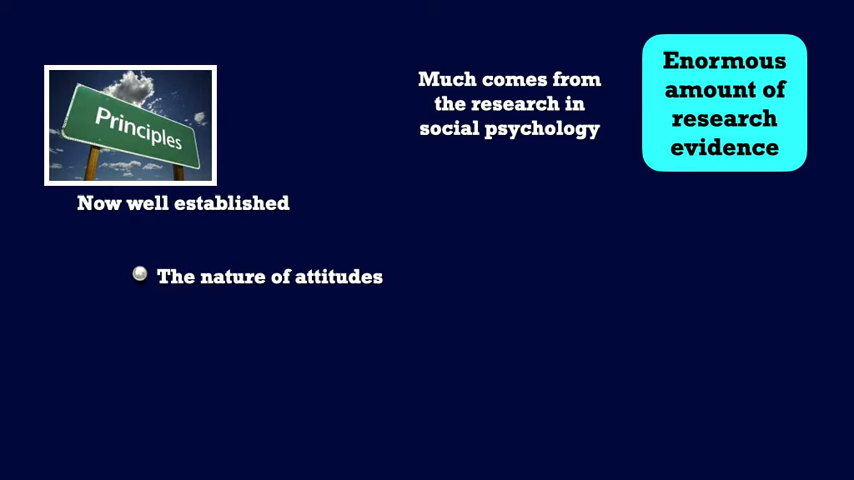 Principles
Now well established
Much comes from
the research in
social psychology
Enormous
amount of
research
evidence
The nature of attitudes